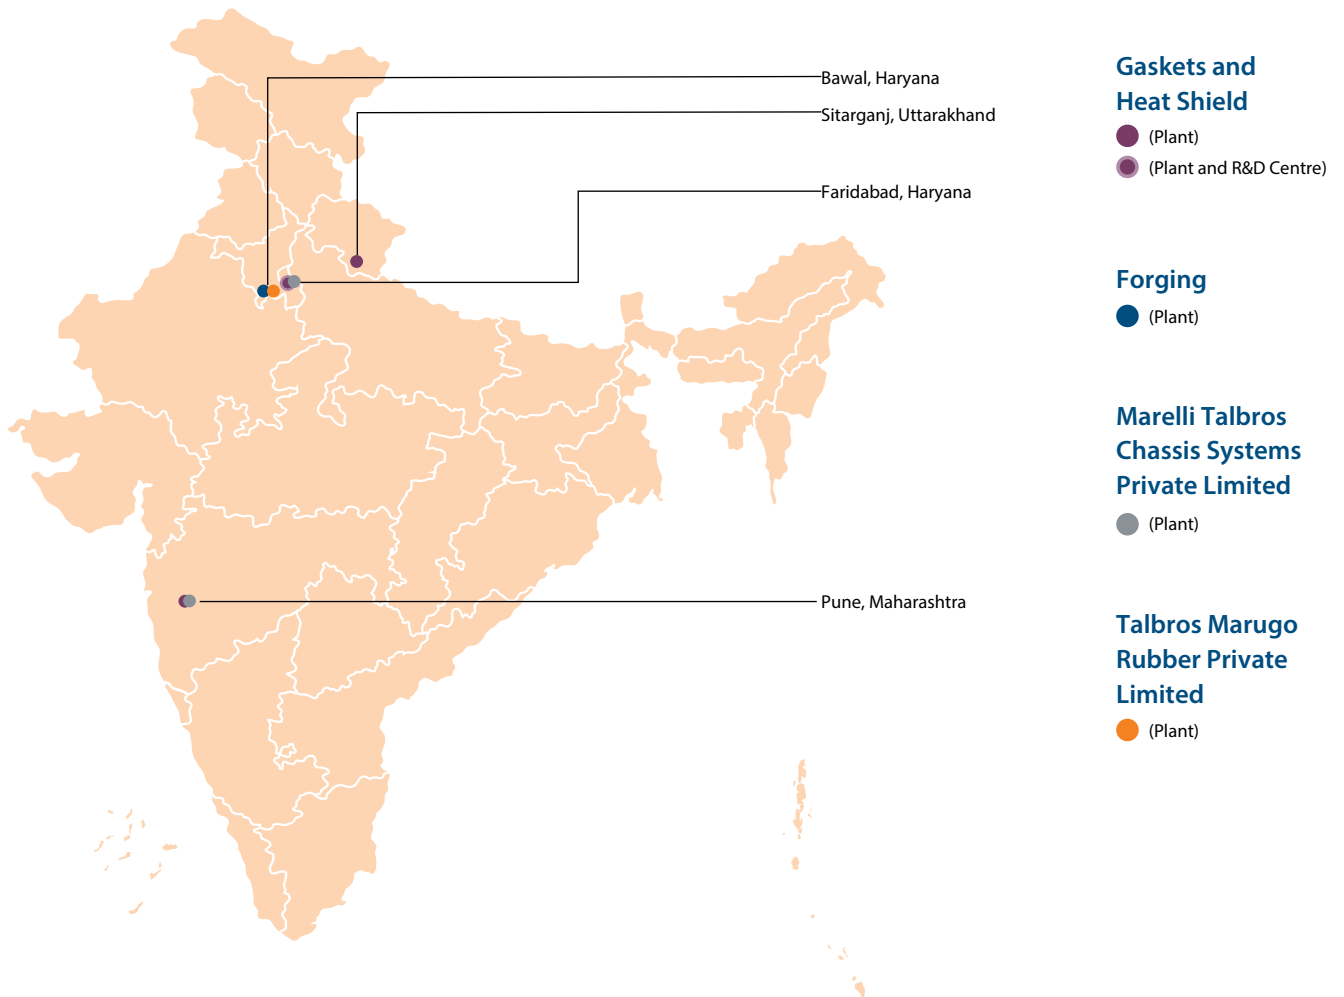 Bawal, Haryana
Sitarganj, Uttarakhand
Faridabad, Haryana
Pune, Maharashtra
Gaskets and
Heat Shield
(Plant)
(Plant and R&D Centre)
Forging
(Plant)
Marelli Talbros
Chassis Systems
Private Limited
(Plant)
Talbros Marugo
Rubber Private
Limited
(Plant)